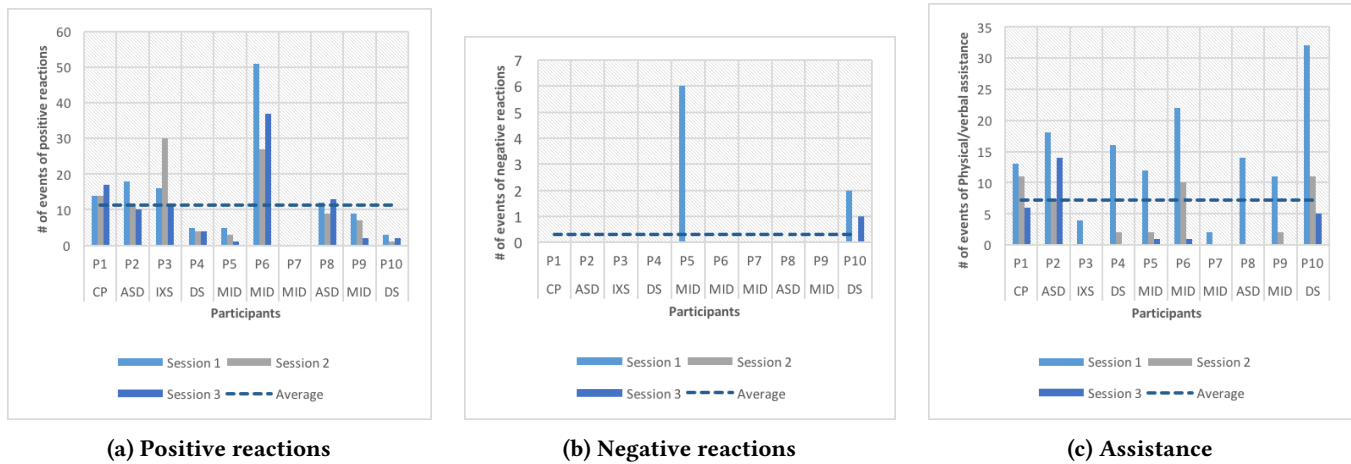 # of events of positive reactions
60
50
40
30
20
10
0
P1 P2 P3 P4 P5 P6 P7 P8 P9 P10
CP ASD IXS DS MID MID MID ASD MID DS
Participants
Session 1 Session 2
Session 3 Average
(a) Positive reactions
# of events of negative reactions
7
6
5
4
3
2
1
0
P1 P2 P3 P4 P5 P6 P7 P8 P9 P10
CP ASD IXS DS MID MID MID ASD MID DS
Participants
Session 1 Session 2
Session 3 Average
(b) Negative reactions
# of events of Physical/verbal assistance
35
30
25
20
15
10
5
0
P1 P2 P3 P4 P5 P6 P7 P8 P9 P10
CP ASD IXS DS MID MID MID ASD MID DS
Participants
Session 1 Session 2
Session 3 Average
(c) Assistance